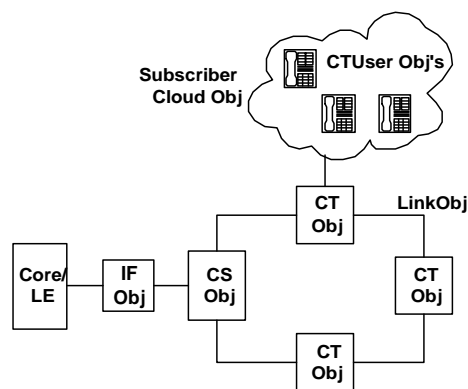 CTUser Obj's
Subscriber
Cloud Obj
CT
Obj
LinkObj
Core/
LE
IF
Obj
CS
Obj
CT
Obj
CT
Obj